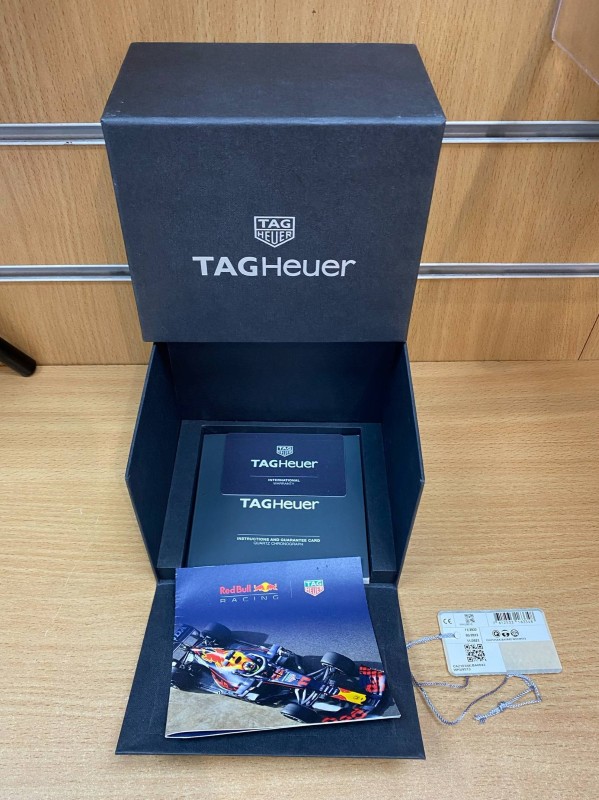 TAG
HEUER
TAGHeuer
TAG
HEUER
TAGHeuer
INTERNATIONAL
WARRANTY
TAGHeuer
INSTRUCTIONS AND GUARANTEE CARD
QUARTZ CHRONOGRAPH
Red Bull
RACING
TAG
HEUER
CE